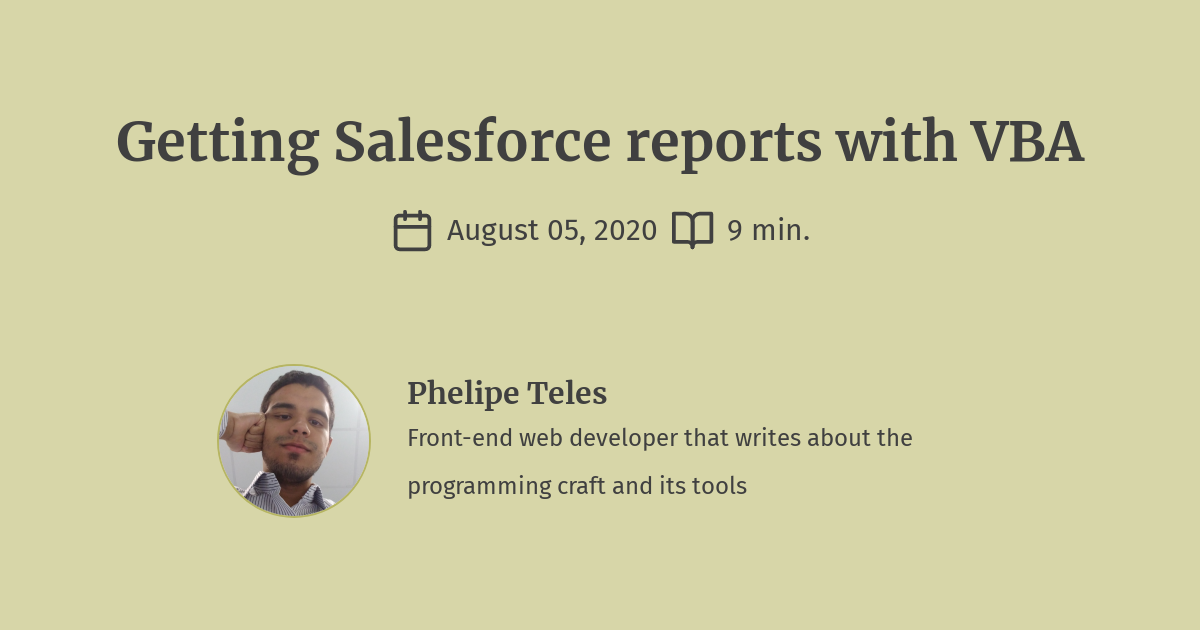 Getting Salesforce reports with VBA
August 05, 2020 9 min.
Phelipe Teles
Front-end web developer that writes about the
programming craft and its tools